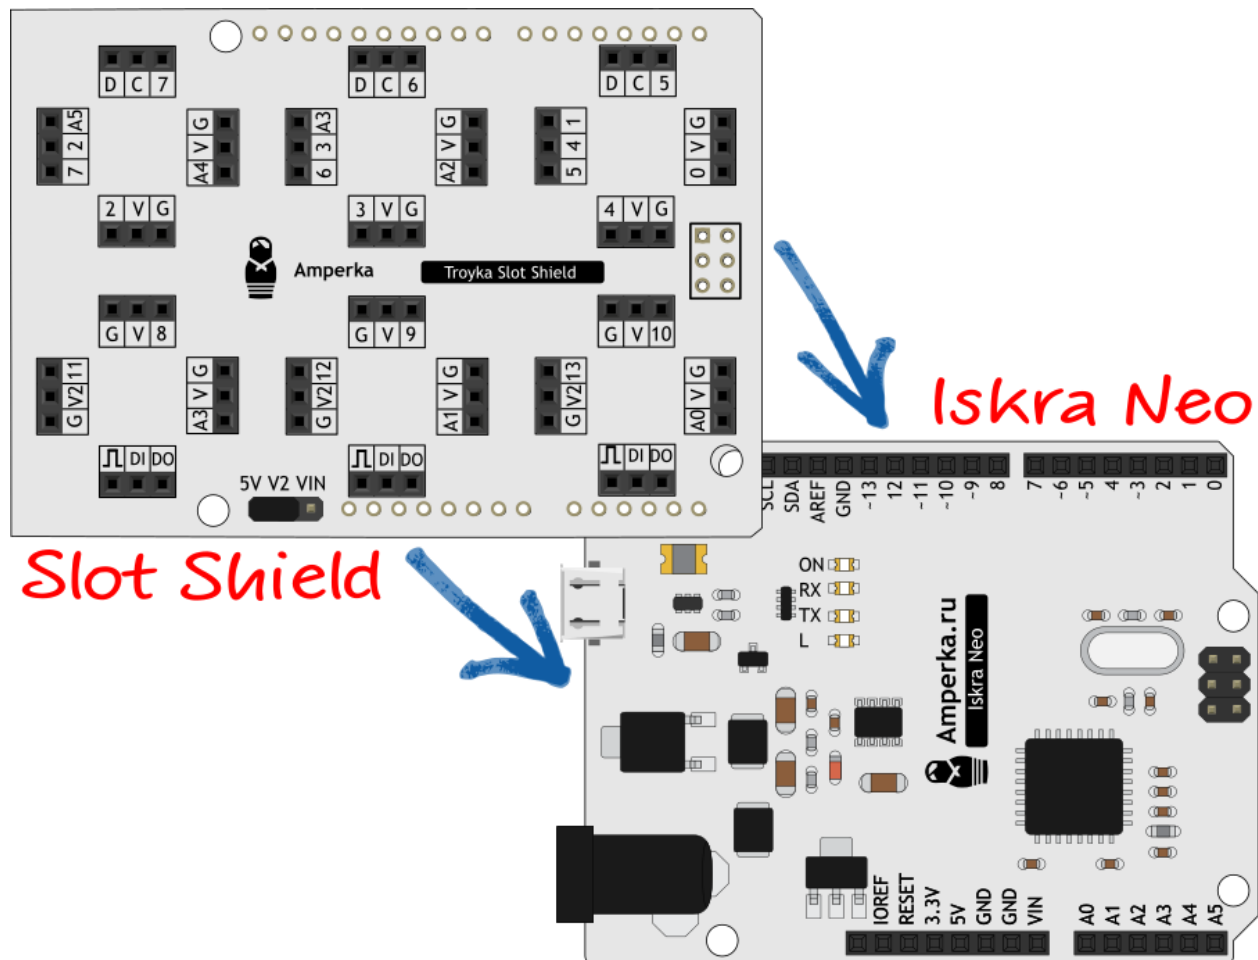 D C 7
D C 6
D C 5
7 2 A5
A4 V G
6 3 A3
A2 V G
5 4 1
0 V G
2 V G
3 V G
4 V G
Amperka
Troyka Slot Shield
G V 8
G V 9
G V 10
G V2 11
A3 V G
G V2 12
A1 V G
G V2 13
A0 V G
DI DO
DI DO
DI DO
5V V2 VIN
Slot Shield
Iskra Neo
SCL SDA AREF GND ~13 ~12 ~11 ~10 ~9 8 7 ~6 ~5 4 ~3 2 1 0
ON
RX
TX
L
Amperka.ru
Iskra Neo
IOREF RESET 3.3V 5V GND GND VIN A0 A1 A2 A3 A4 A5